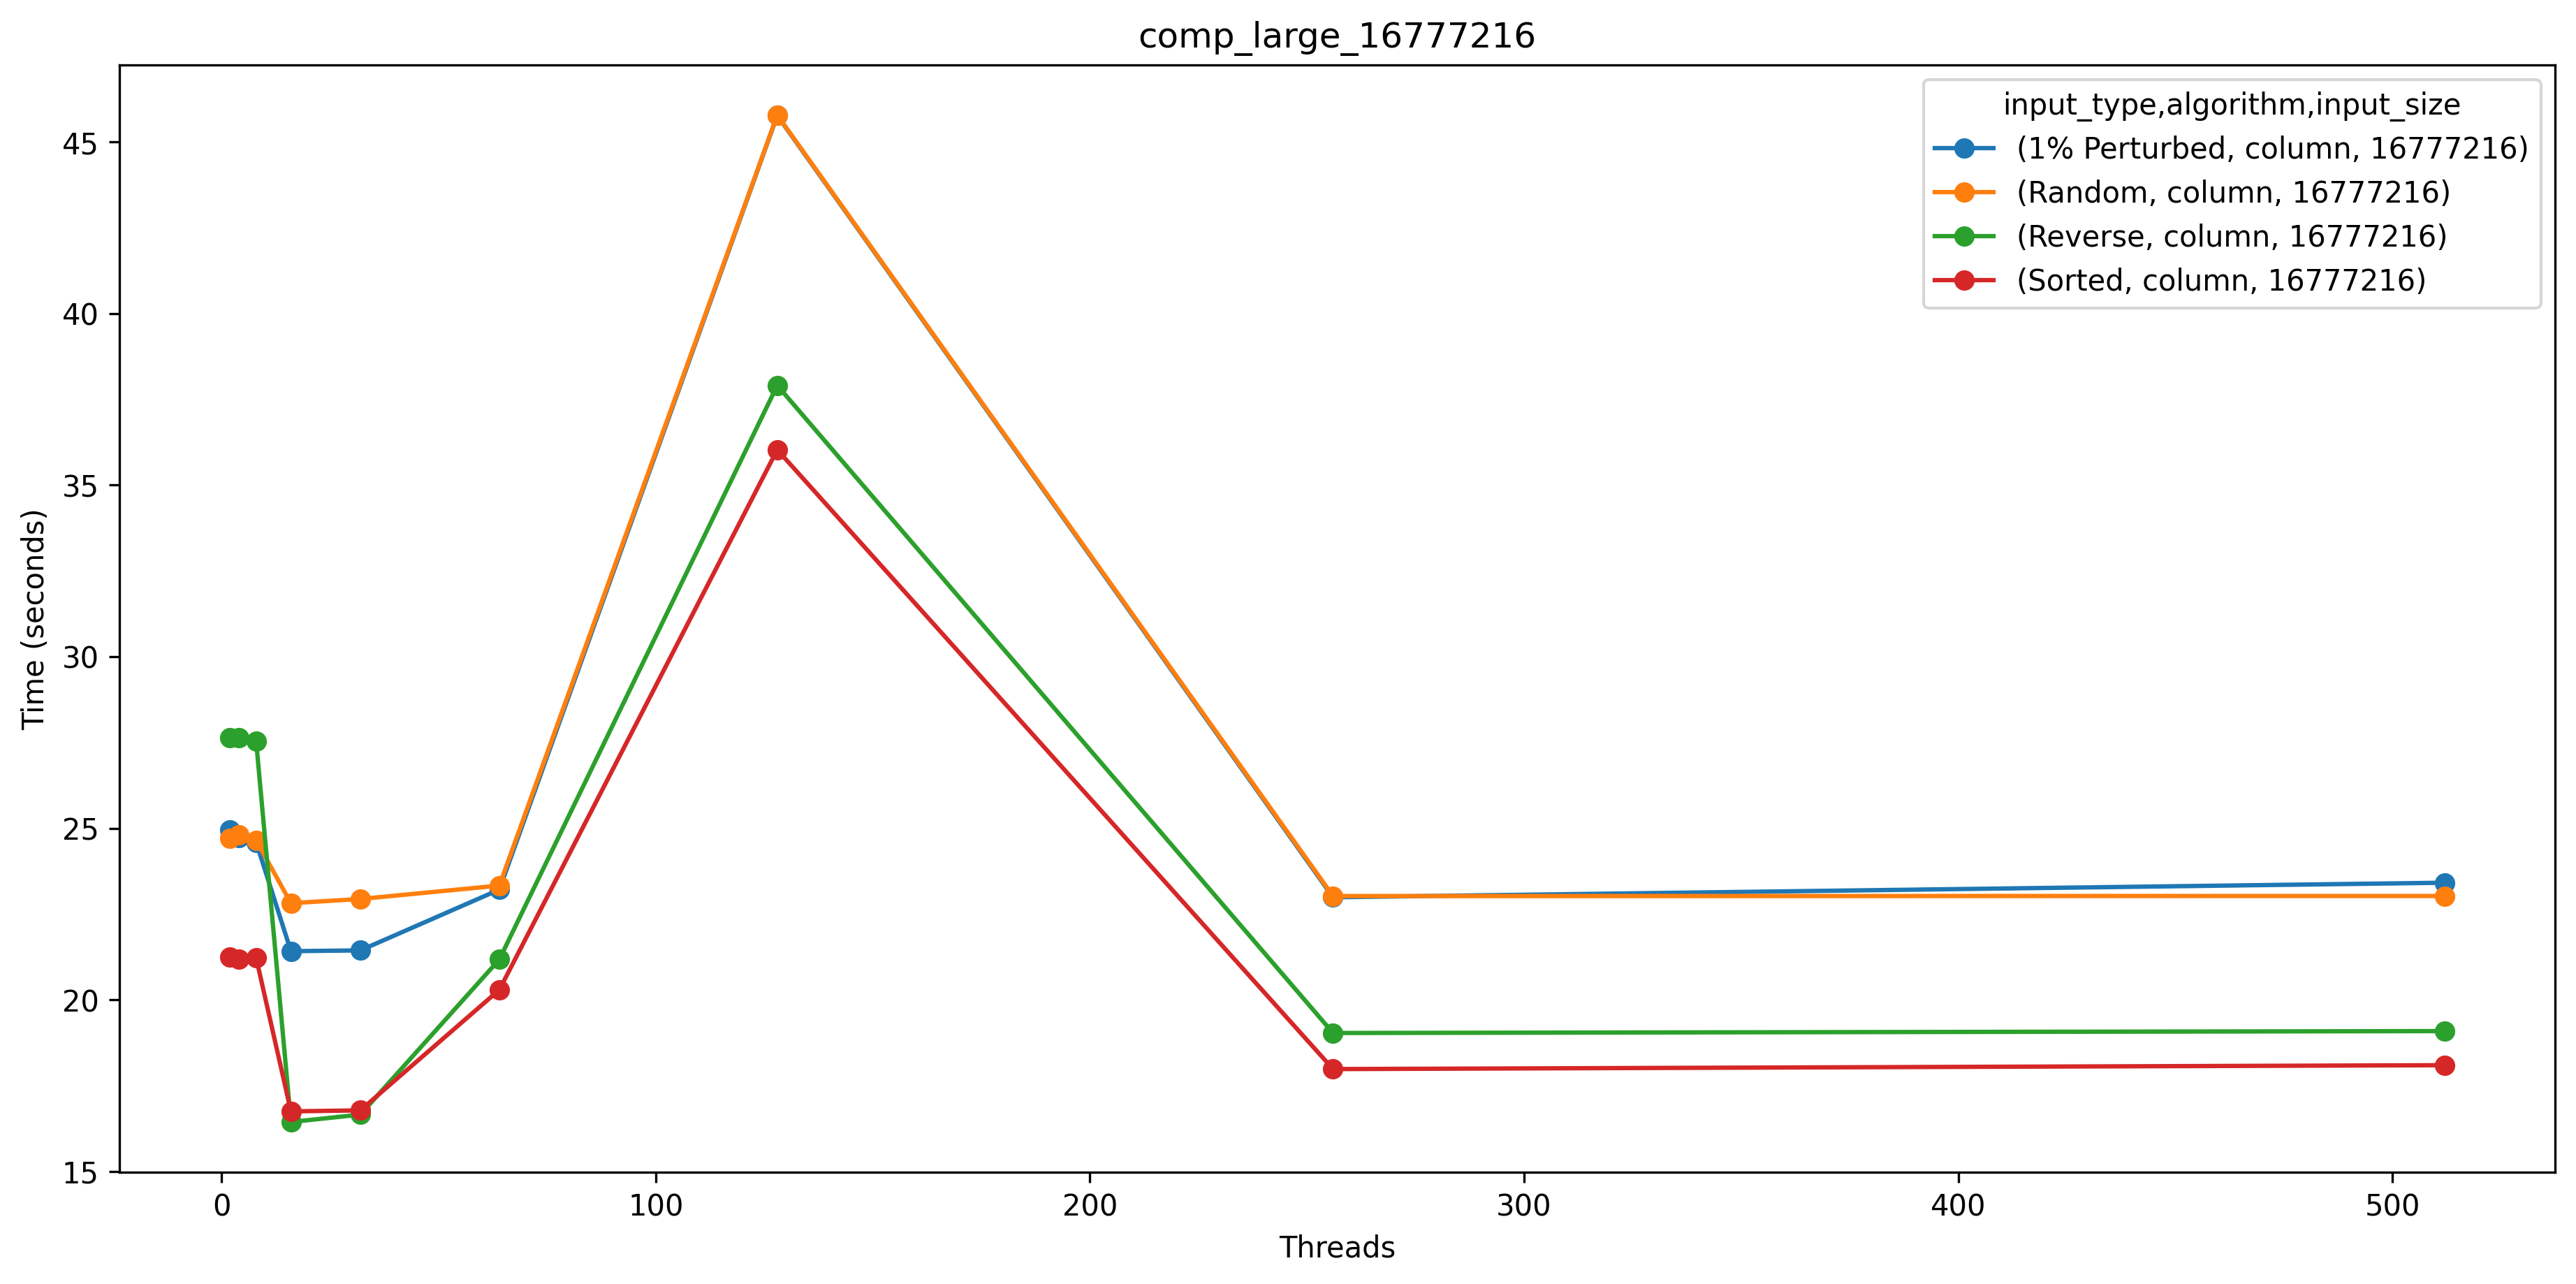 comp_large_16777216
input_type,algorithm,input_size
(1% Perturbed, column, 16777216)
(Random, column, 16777216)
(Reverse, column, 16777216)
(Sorted, column, 16777216)
45
40
35
30
25
20
15
Time (seconds)
0 100 200 300 400 500
Threads